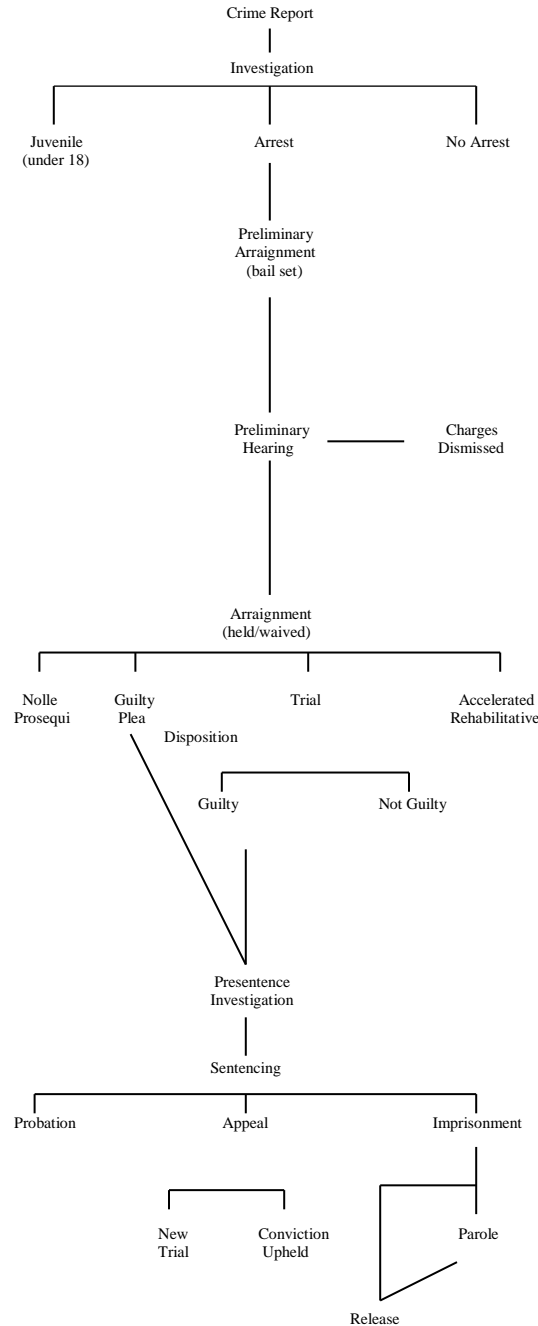 Crime Report
Investigation
Juvenile
(under 18)
Arrest
No Arrest
Preliminary
Arraignment
(bail set)
Preliminary
Hearing
Charges
Dismissed
Arraignment
(held/waived)
Nolle
Prosequi
Guilty
Plea
Trial
Accelerated
Rehabilitative
Disposition
Guilty
Not Guilty
Presentence
Investigation
Sentencing
Probation
Appeal
Imprisonment
New
Trial
Conviction
Upheld
Parole
Release